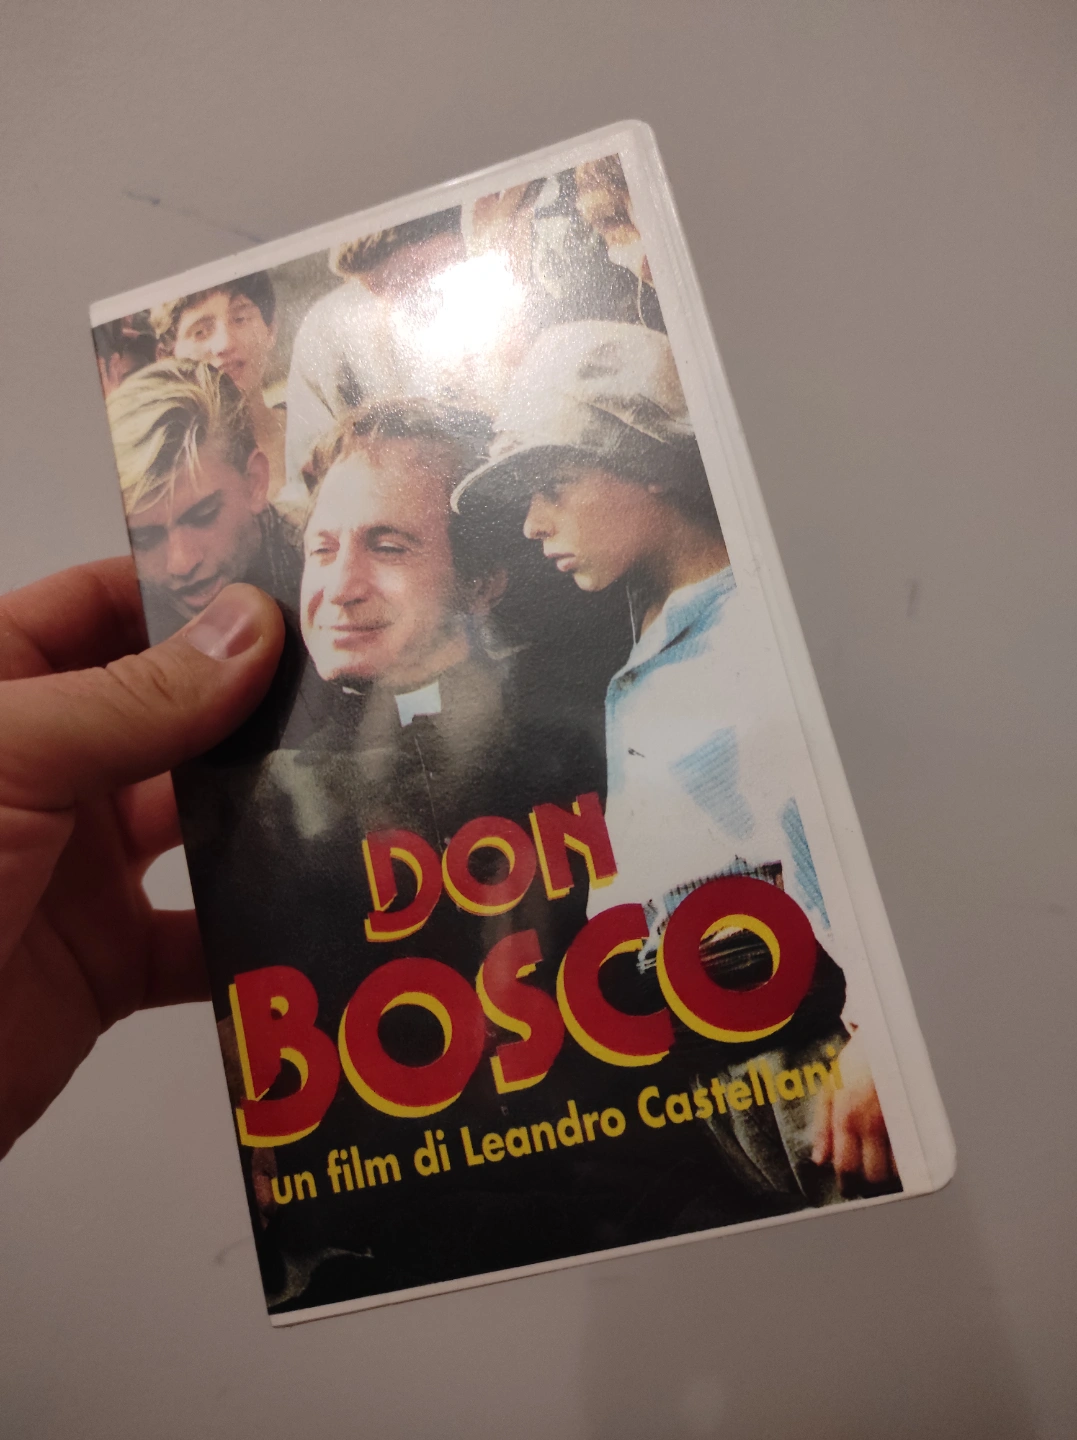 DON
BOSCO
un film di Leandro Castellani